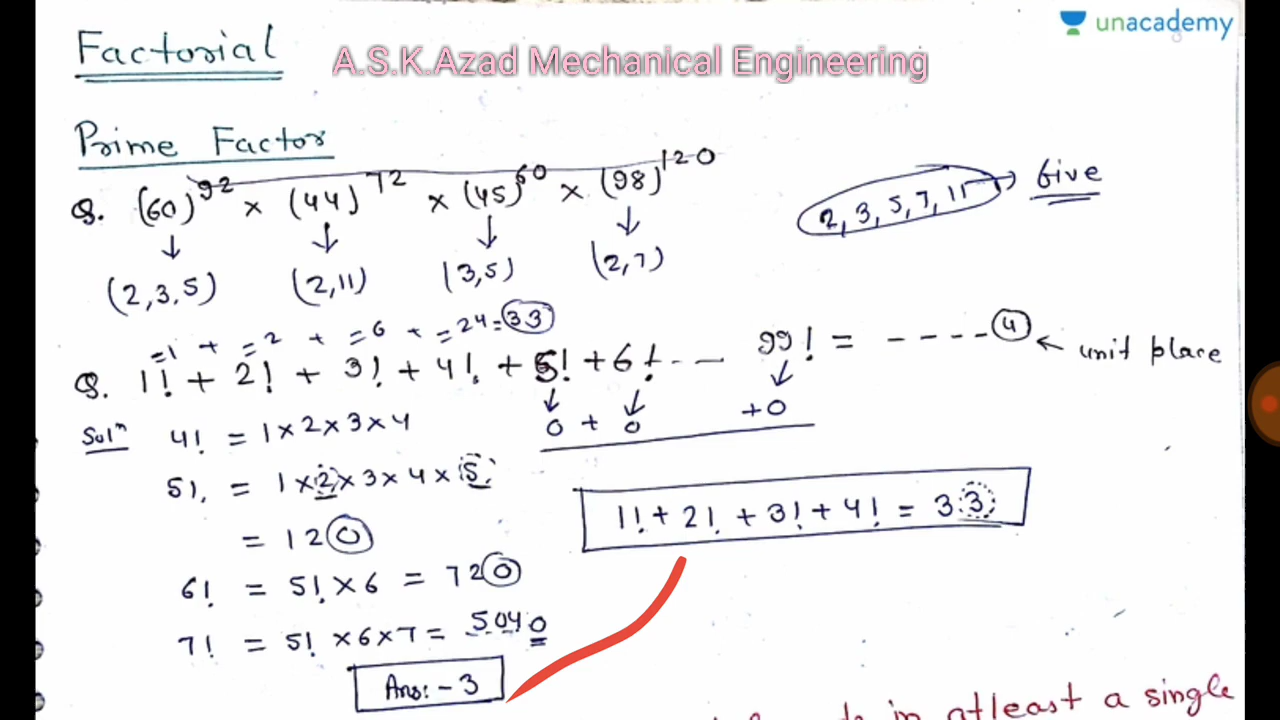 Factorial
unacademy
A.S.K.Azad Mechanical Engineering
Prime Factor
Q. (60)^92 × (44)^72 × (45)^60 × (98)^120
2, 3, 5, 7, 11 → five
↓ ↓ ↓ ↓
(2,3,5) (2,11) (3,5) (2,7)
=1 + =2 + =6 + =24=33
Q. 1! + 2! + 3! + 4! + 5! + 6! -- 99! = ----4 ← unit place
↓ ↓ ↓
0 + 0 +0
Solⁿ 4! = 1×2×3×4
5! = 1×2×3×4×5
= 120
1! + 2! + 3! + 4! = 33
6! = 5! × 6 = 720
7! = 5! × 6 × 7 = 5040
Ans: - 3
in atleast a single